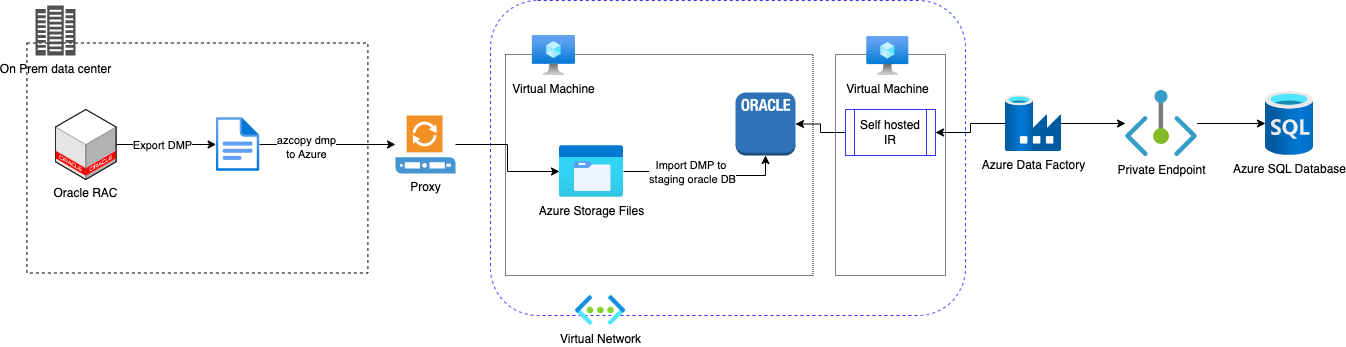 On Prem data center
ORACLE
ORACLE
Oracle RAC
Export DMP
azcopy dmp
to Azure
Proxy
Virtual Machine
Azure Storage Files
Import DMP to
staging oracle DB
ORACLE
Virtual Machine
Self hosted
IR
Virtual Network
Azure Data Factory
Private Endpoint
SQL
Azure SQL Database